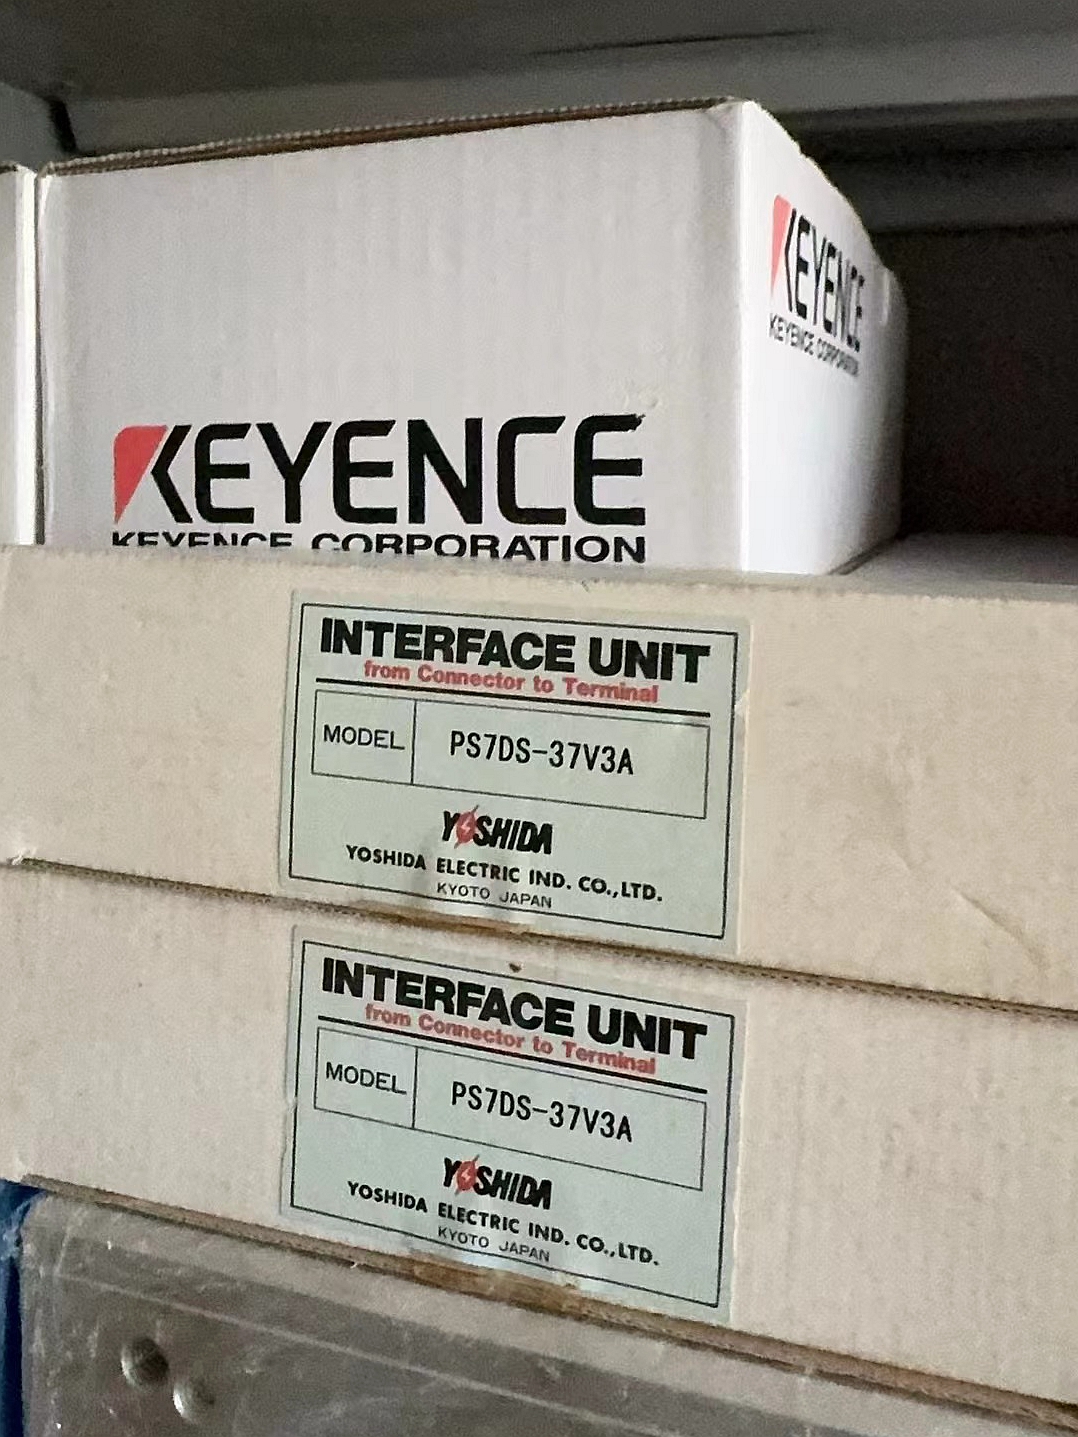 KEYENCE
KEYENCE CORPORATION
KEYENCE
KEYENCE CORPORATION
INTERFACE UNIT
from Connector to Terminal
MODEL PS7DS-37V3A
YOSHIDA
YOSHIDA ELECTRIC IND. CO.,LTD.
KYOTO JAPAN
INTERFACE UNIT
from Connector to Terminal
MODEL PS7DS-37V3A
YOSHIDA
YOSHIDA ELECTRIC IND. CO.,LTD.
KYOTO JAPAN